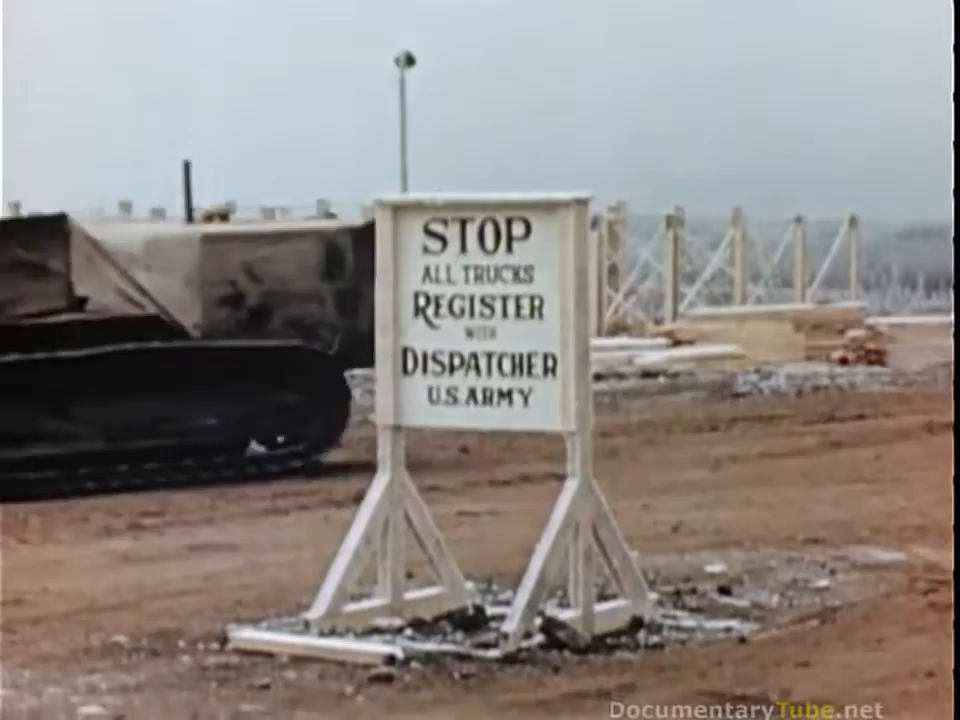 STOP
ALL TRUCKS
REGISTER
WITH
DISPATCHER
U.S. ARMY
DocumentaryTube.net